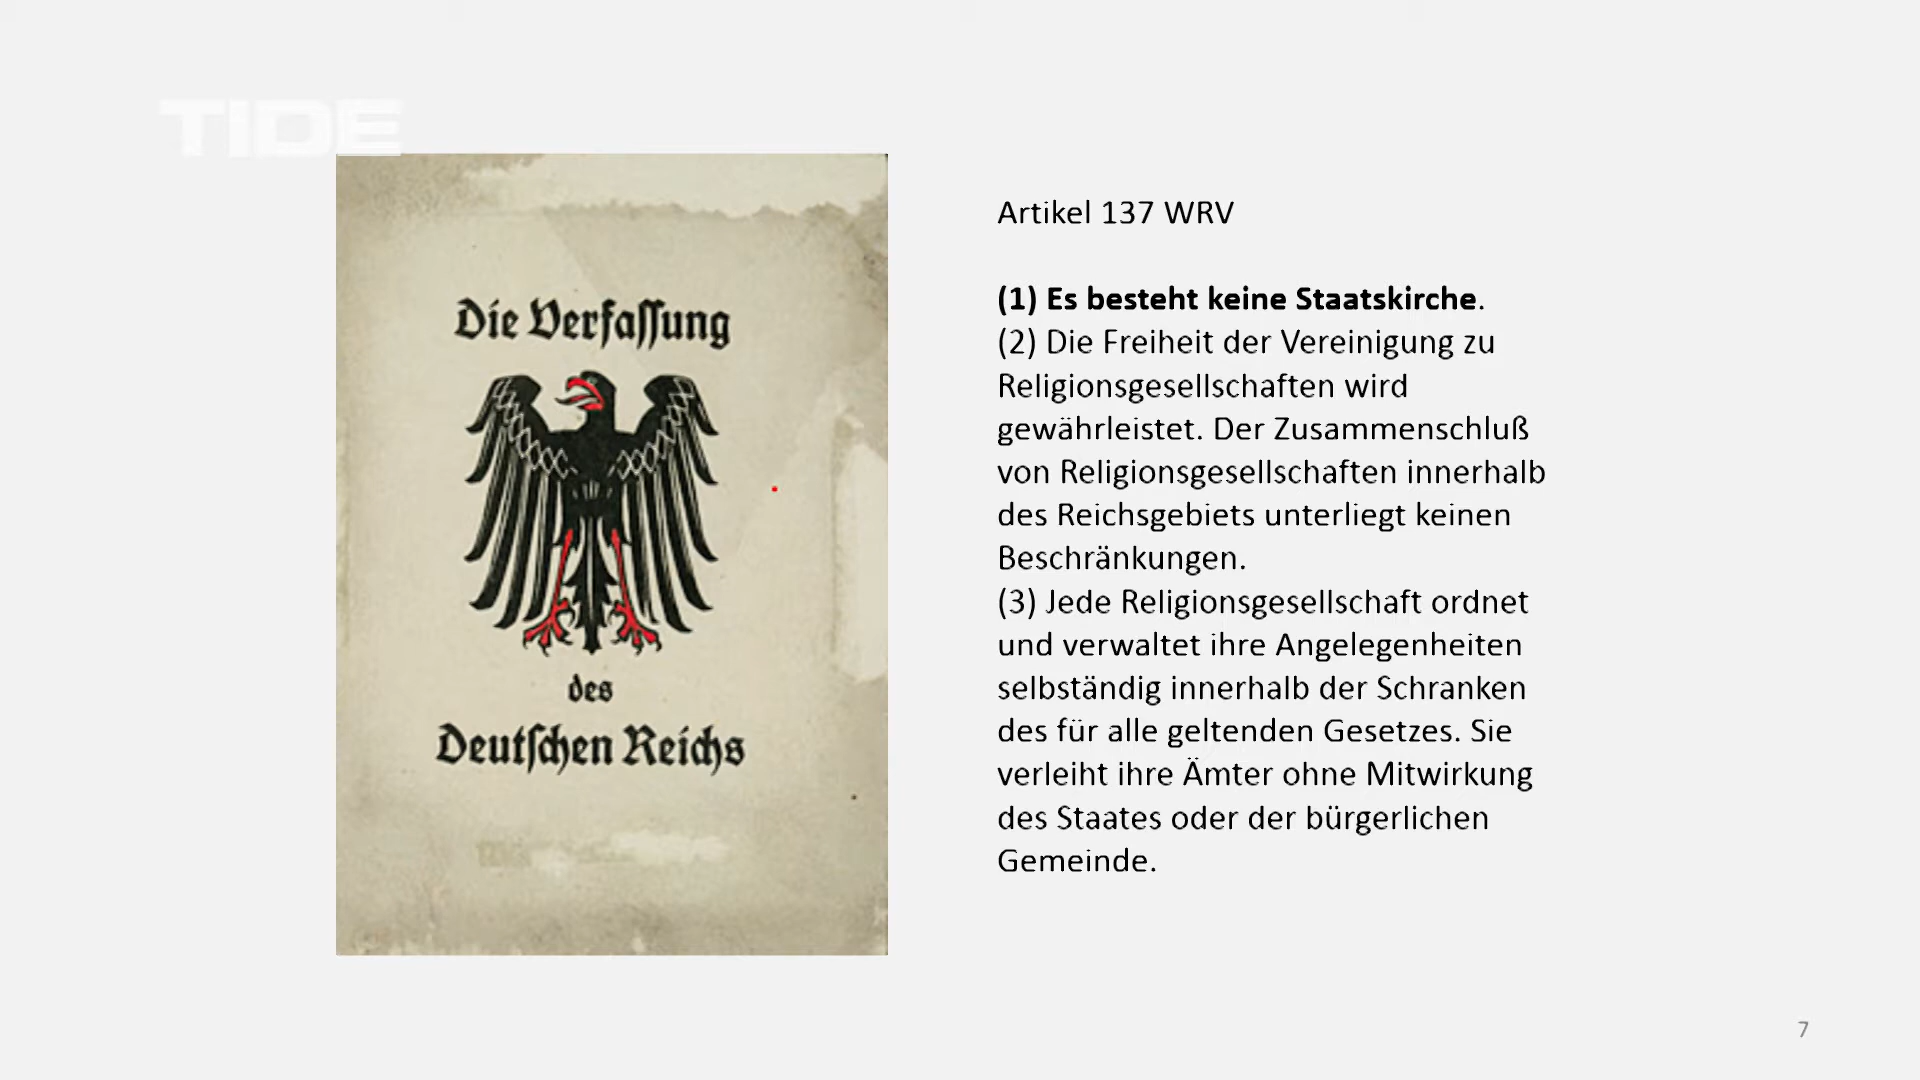 TIDE
Die Verfassung
des
Deutschen Reichs
Artikel 137 WRV
(1) Es besteht keine Staatskirche.
(2) Die Freiheit der Vereinigung zu
Religionsgesellschaften wird
gewährleistet. Der Zusammenschluß
von Religionsgesellschaften innerhalb
des Reichsgebiets unterliegt keinen
Beschränkungen.
(3) Jede Religionsgesellschaft ordnet
und verwaltet ihre Angelegenheiten
selbständig innerhalb der Schranken
des für alle geltenden Gesetzes. Sie
verleiht ihre Ämter ohne Mitwirkung
des Staates oder der bürgerlichen
Gemeinde.
7